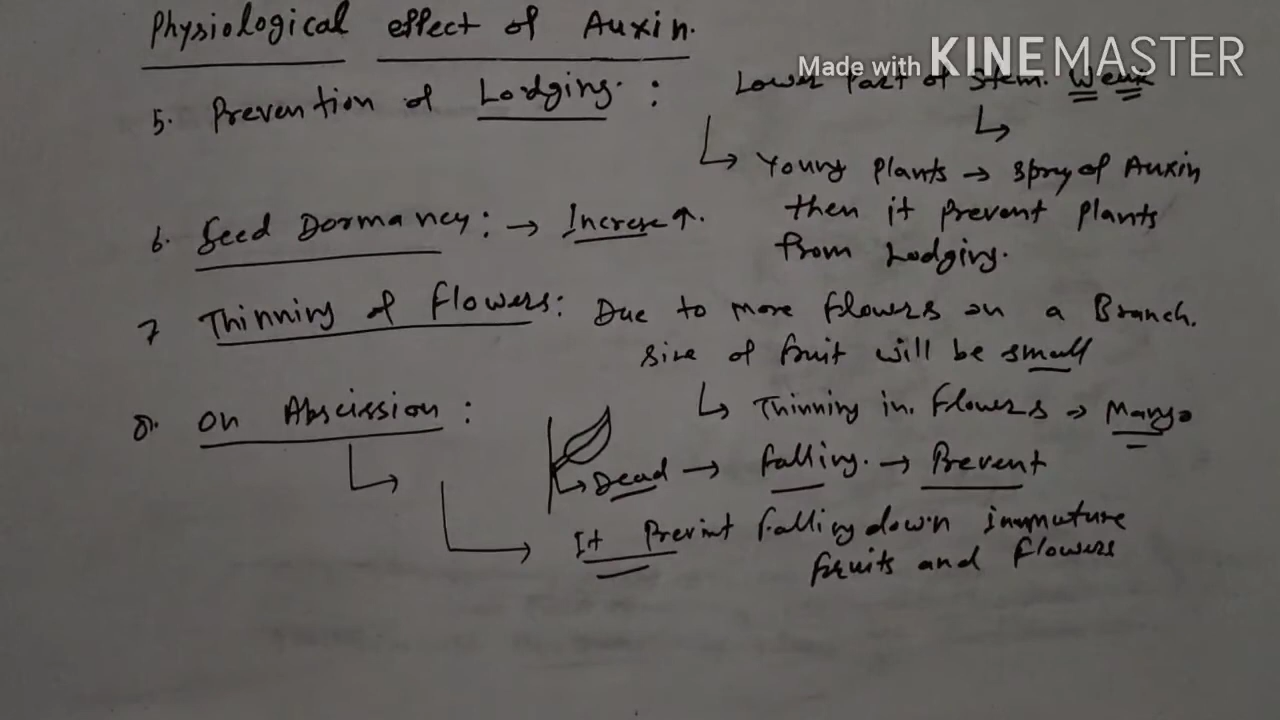 Physiological effect of Auxin.
Made with KINEMASTER
5. Prevention of Lodging. : Lower Part of Stem. Weak
↳ Young Plants → Spray of Auxin
then it prevent plants
from Lodging.
6. Seed Dormancy: → Increse ↑.
7 Thinning of Flowers: Due to more flowers on a Branch.
size of fruit will be small
↳ Thinning in. Flowers → Mango
8. On Abscission :
Dead → Falling. → Prevent
It Prevint falling down immuture
fruits and flowers